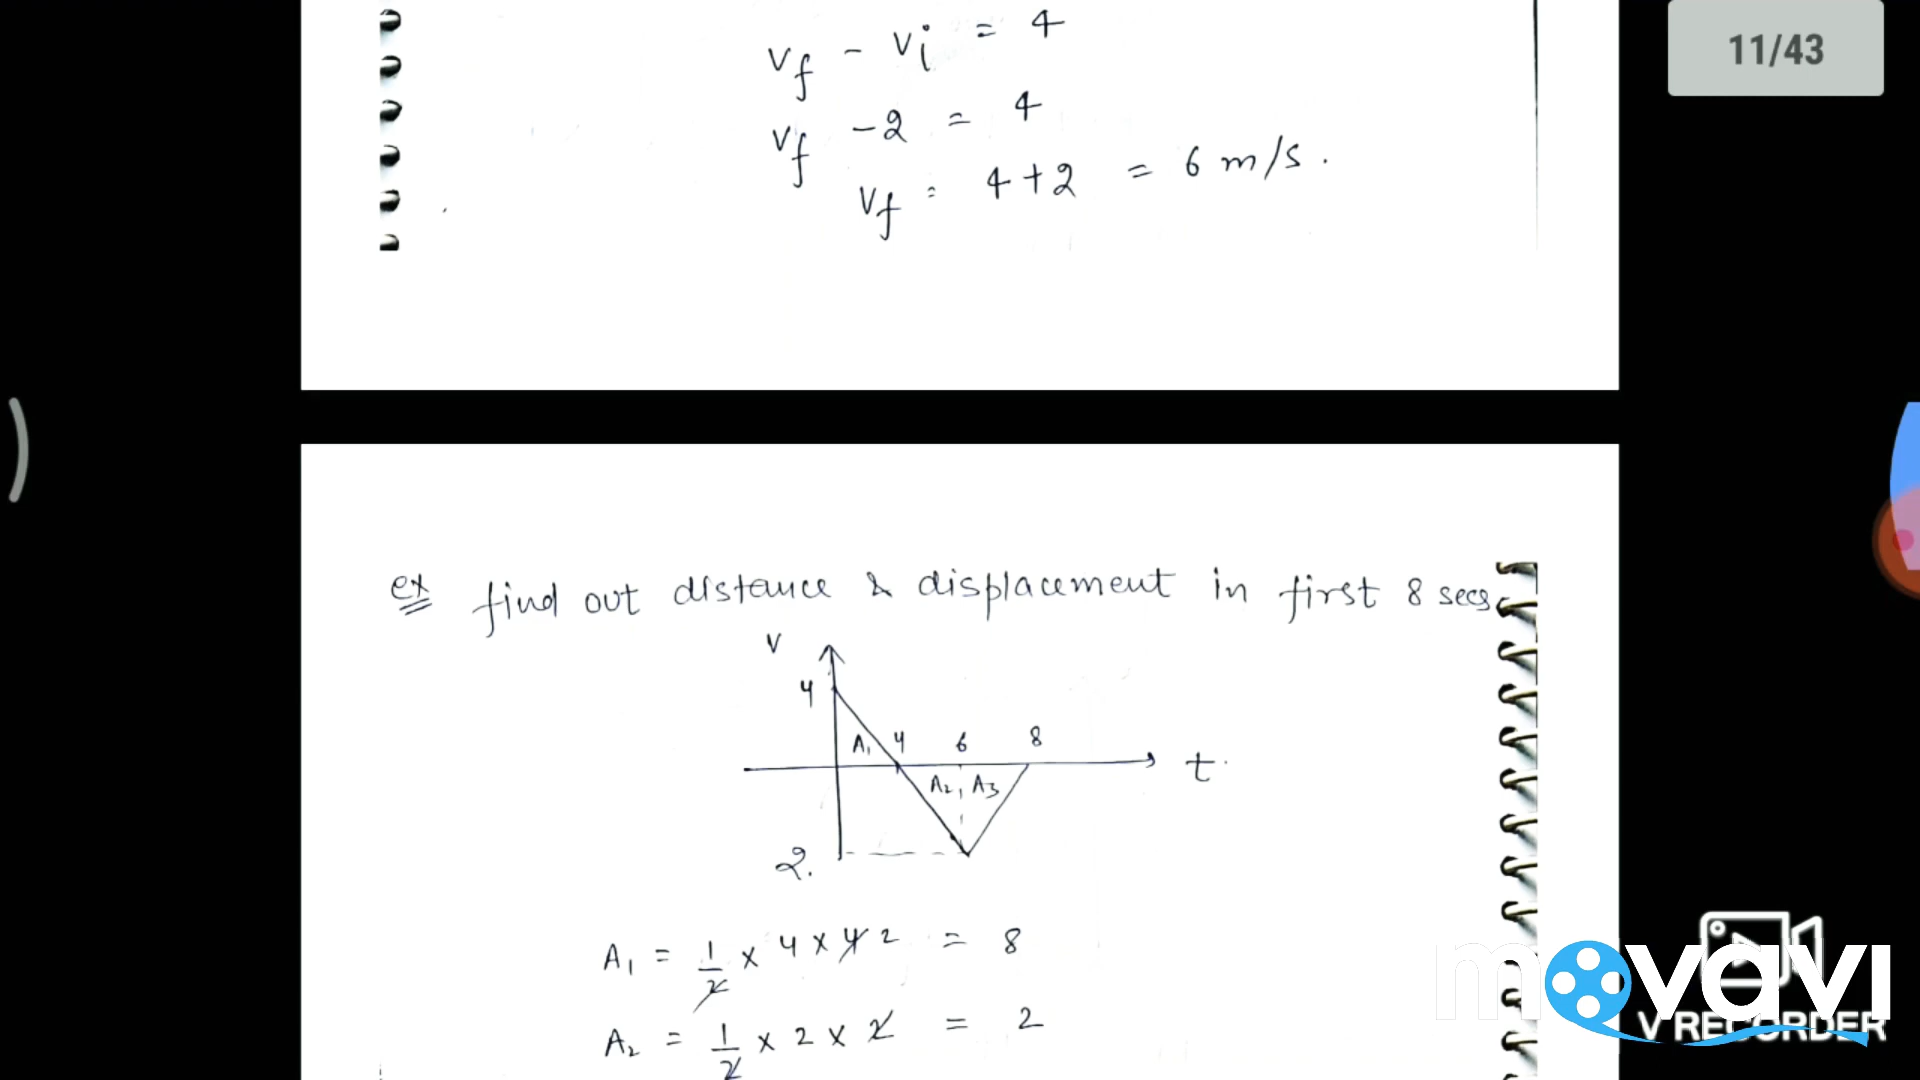 11/43
vf - vi = 4
vf - 2 = 4
vf = 4+2 = 6 m/s.
ex find out distance & displacement in first 8 secs
V
4
A1 4 6 8
A2, A3 t.
2.
A1 = 1/2 x 4 x 4 2 = 8
A2 = 1/2 x 2 x 2 = 2
movavi
V RECORDER